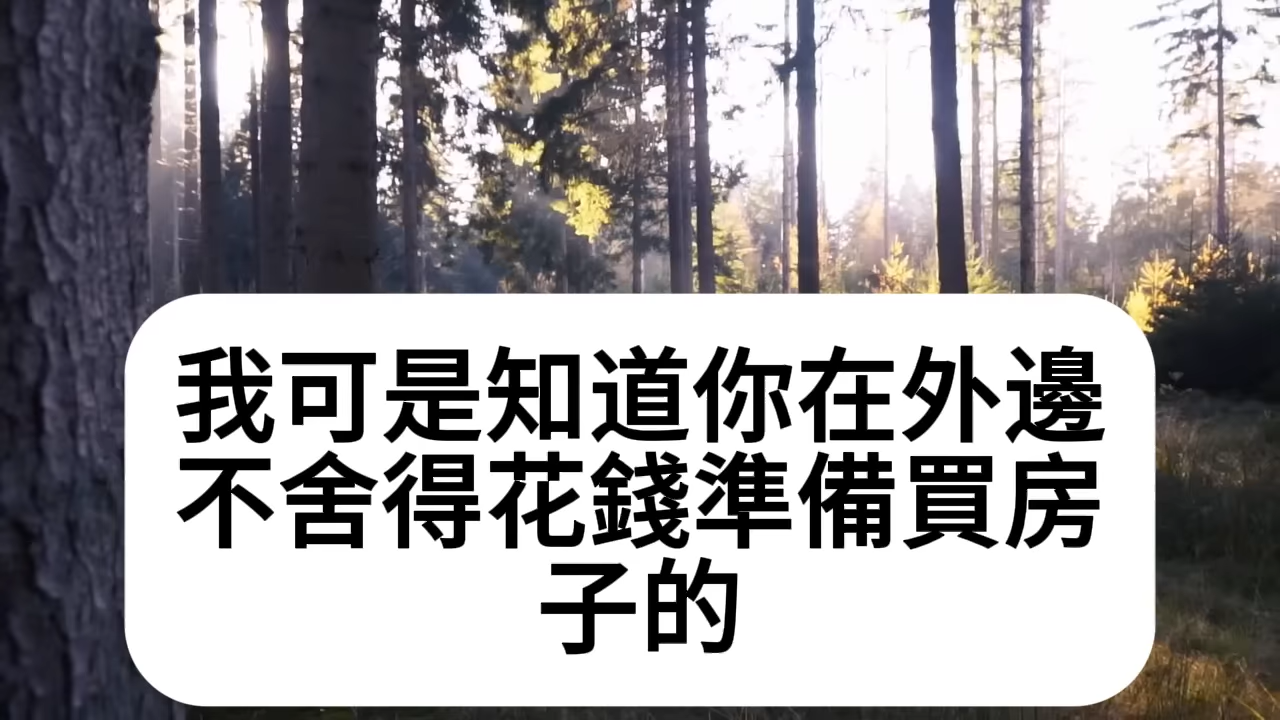 我可是知道你在外邊
不舍得花錢準備買房
子的